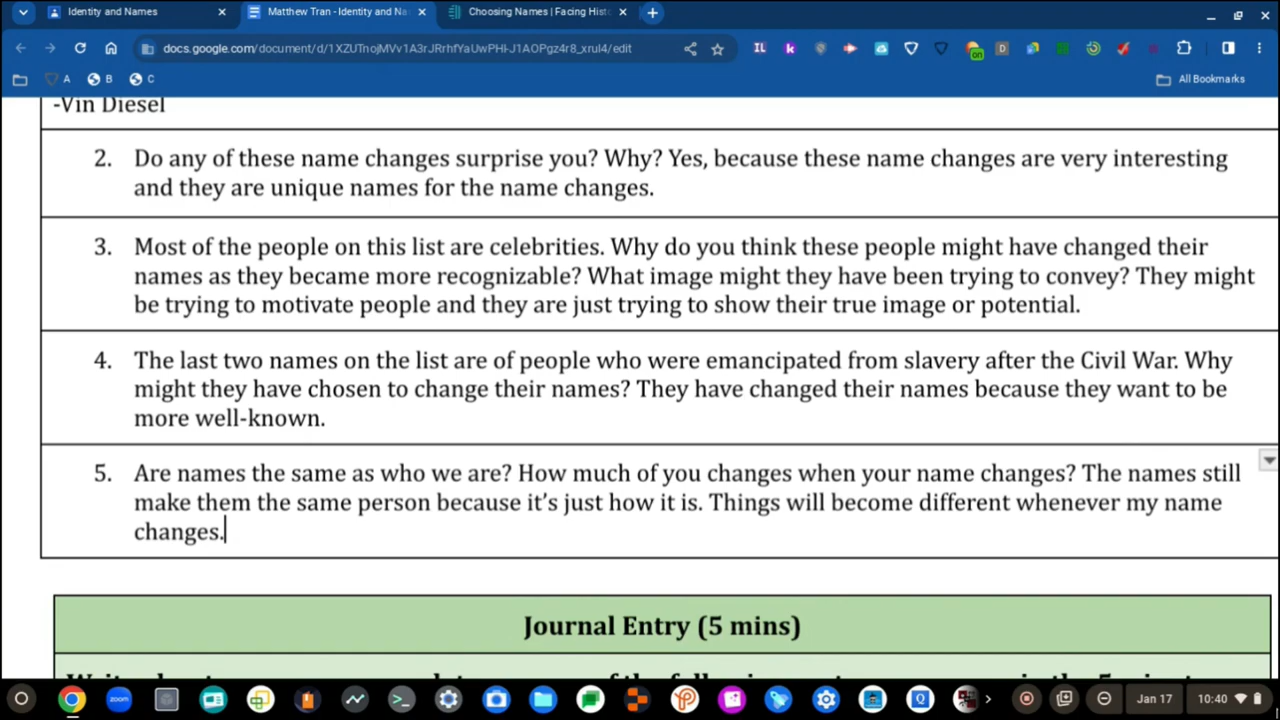 Identity and Names
Matthew Tran - Identity and Na
Choosing Names | Facing Histo
docs.google.com/document/d/1XZUTnojMVv1A3rJRrhfYaUwPHi-J1AOPgz4r8_xrul4/edit
A
B
C
All Bookmarks
-Vin Diesel
2. Do any of these name changes surprise you? Why? Yes, because these name changes are very interesting
and they are unique names for the name changes.
3. Most of the people on this list are celebrities. Why do you think these people might have changed their
names as they became more recognizable? What image might they have been trying to convey? They might
be trying to motivate people and they are just trying to show their true image or potential.
4. The last two names on the list are of people who were emancipated from slavery after the Civil War. Why
might they have chosen to change their names? They have changed their names because they want to be
more well-known.
5. Are names the same as who we are? How much of you changes when your name changes? The names still
make them the same person because it's just how it is. Things will become different whenever my name
changes.
Journal Entry (5 mins)
zoom
Jan 17
10:40